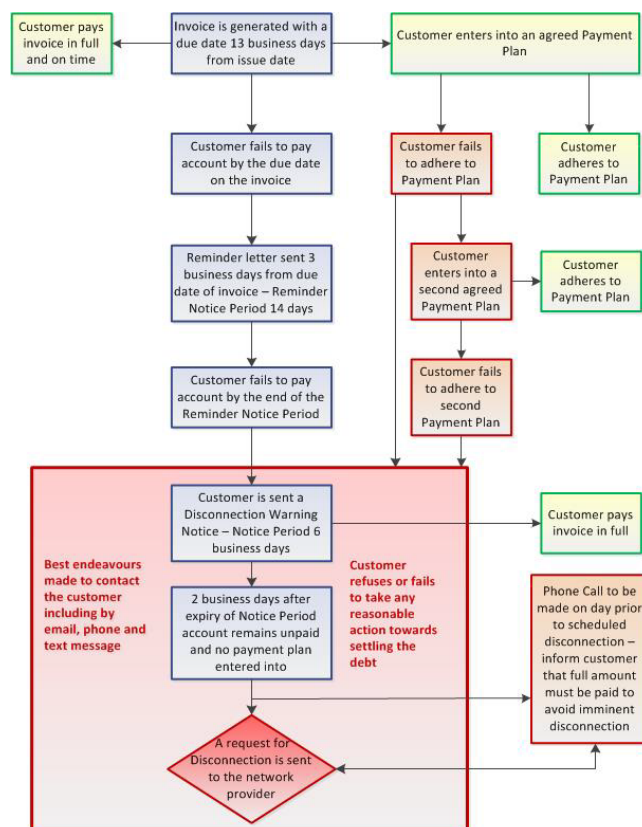 Customer pays
invoice in full
and on time
Invoice is generated with a
due date 13 business days
from issue date
Customer enters into an agreed Payment
Plan
Customer fails to pay
account by the due date
on the invoice
Customer fails
to adhere to
Payment Plan
Customer
adheres to
Payment Plan
Reminder letter sent 3
business days from due
date of invoice – Reminder
Notice Period 14 days
Customer
enters into a
second agreed
Payment Plan
Customer
adheres to
Payment Plan
Customer fails to pay
account by the end of the
Reminder Notice Period
Customer fails
to adhere to
second
Payment Plan
Customer is sent a
Disconnection Warning
Notice – Notice Period 6
business days
Customer pays
invoice in full
Best endeavours
made to contact
the customer
including by
email, phone and
text message
2 business days after
expiry of Notice Period
account remains unpaid
and no payment plan
entered into
Customer
refuses or fails
to take any
reasonable
action towards
settling the
debt
Phone Call to be
made on day prior
to scheduled
disconnection –
inform customer
that full amount
must be paid to
avoid imminent
disconnection
A request for
Disconnection is sent
to the network
provider